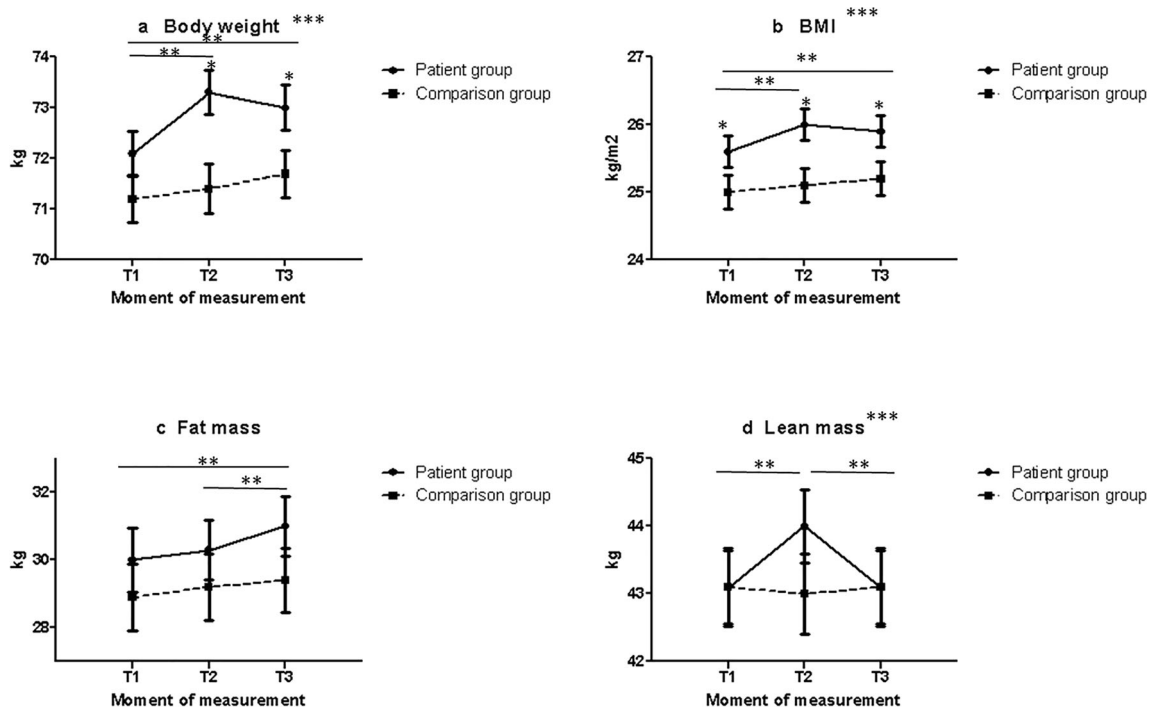 a Body weight ***
**
** *
*
74
73
72
71
70
kg
T1 T2 T3
Moment of measurement
Patient group
Comparison group
b BMI ***
**
**
* * *
27
26
25
24
kg/m2
T1 T2 T3
Moment of measurement
Patient group
Comparison group
c Fat mass
**
**
32
30
28
kg
T1 T2 T3
Moment of measurement
Patient group
Comparison group
d Lean mass***
** **
45
44
43
42
kg
T1 T2 T3
Moment of measurement
Patient group
Comparison group